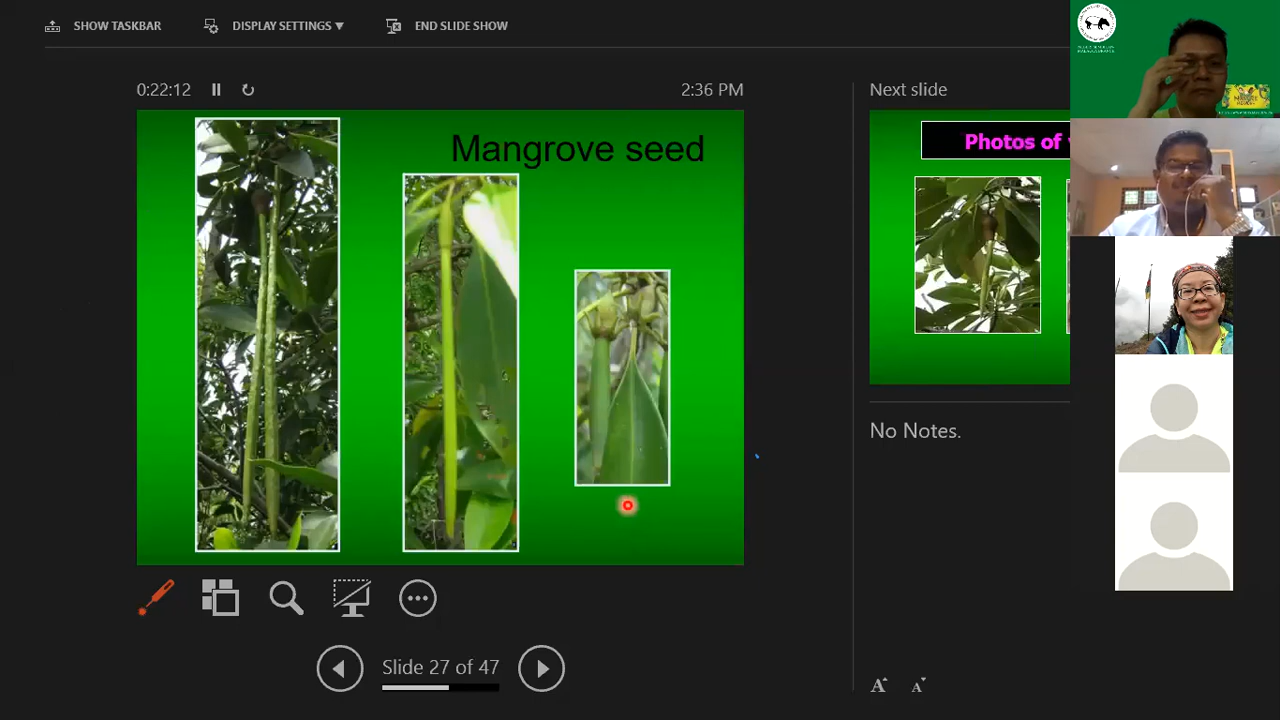 SHOW TASKBAR
DISPLAY SETTINGS ▼
END SLIDE SHOW
0:22:12
2:36 PM
Next slide
Mangrove seed
Photos of
No Notes.
Slide 27 of 47
A
A